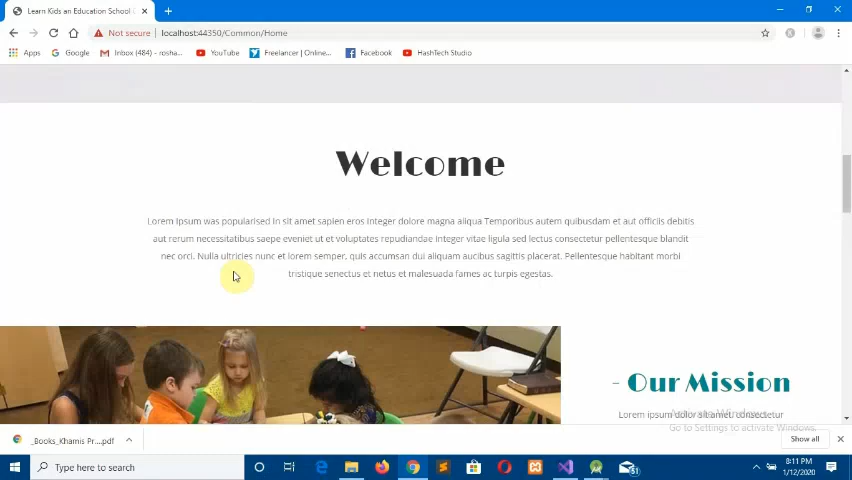 Learn Kids an Education School C
Not secure | localhost:44350/Common/Home
Apps Google Inbox (484) - rosha... YouTube Freelancer | Online... Facebook HashTech Studio
Welcome
Lorem Ipsum was popularised In sit amet sapien eros Integer dolore magna aliqua Temporibus autem quibusdam et aut officiis debitis
aut rerum necessitatibus saepe eveniet ut et voluptates repudiandae Integer vitae ligula sed lectus consectetur pellentesque blandit
nec orci. Nulla ultricies nunc et lorem semper, quis accumsan dui aliquam aucibus sagittis placerat. Pellentesque habitant morbi
tristique senectus et netus et malesuada fames ac turpis egestas.
- Our Mission
Lorem ipsum dolor sit amet, consectetur
Activate Windows
Go to Settings to activate Windows.
_Books_Khamis Pr....pdf
Show all
Type here to search
51
8:11 PM
1/12/2020